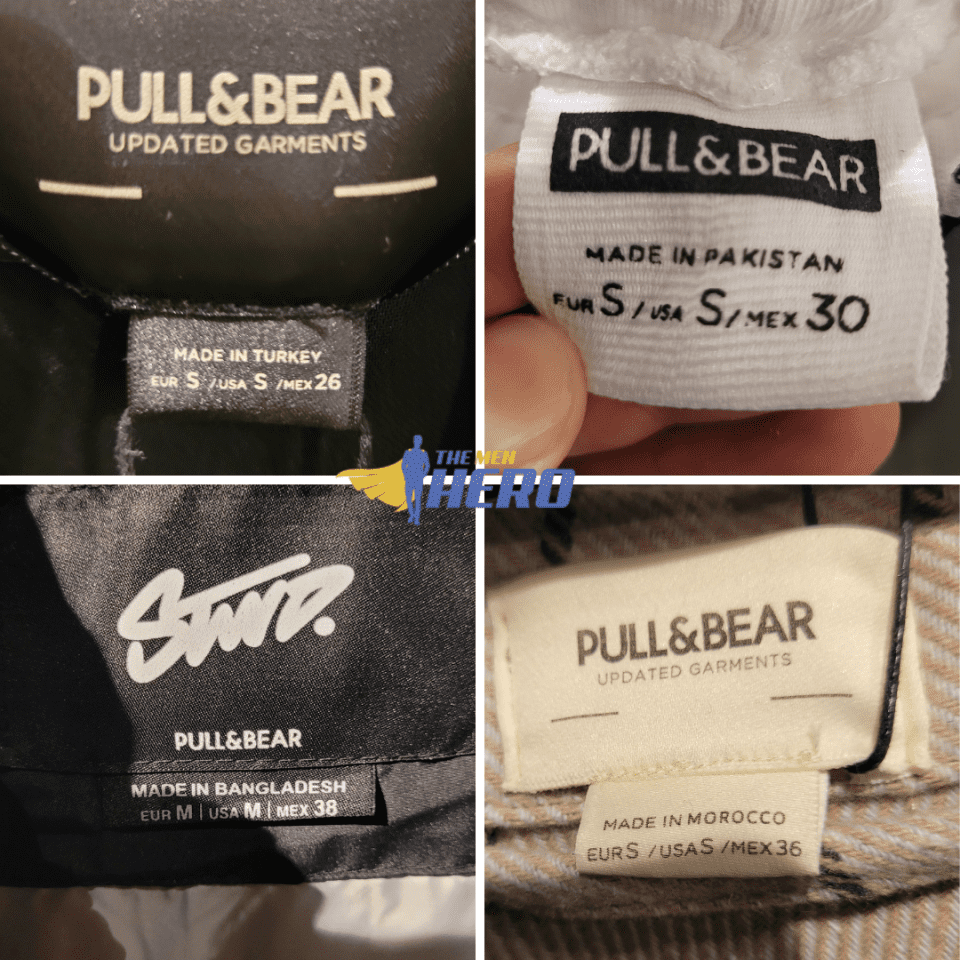 PULL&BEAR
UPDATED GARMENTS
MADE IN TURKEY
EUR S / USA S / MEX 26
PULL&BEAR
MADE IN PAKISTAN
EUR S / USA S / MEX 30
THE MEN
HERO
STWD.
PULL&BEAR
MADE IN BANGLADESH
EUR M | USA M | MEX 38
PULL&BEAR
UPDATED GARMENTS
MADE IN MOROCCO
EUR S / USA S / MEX 36